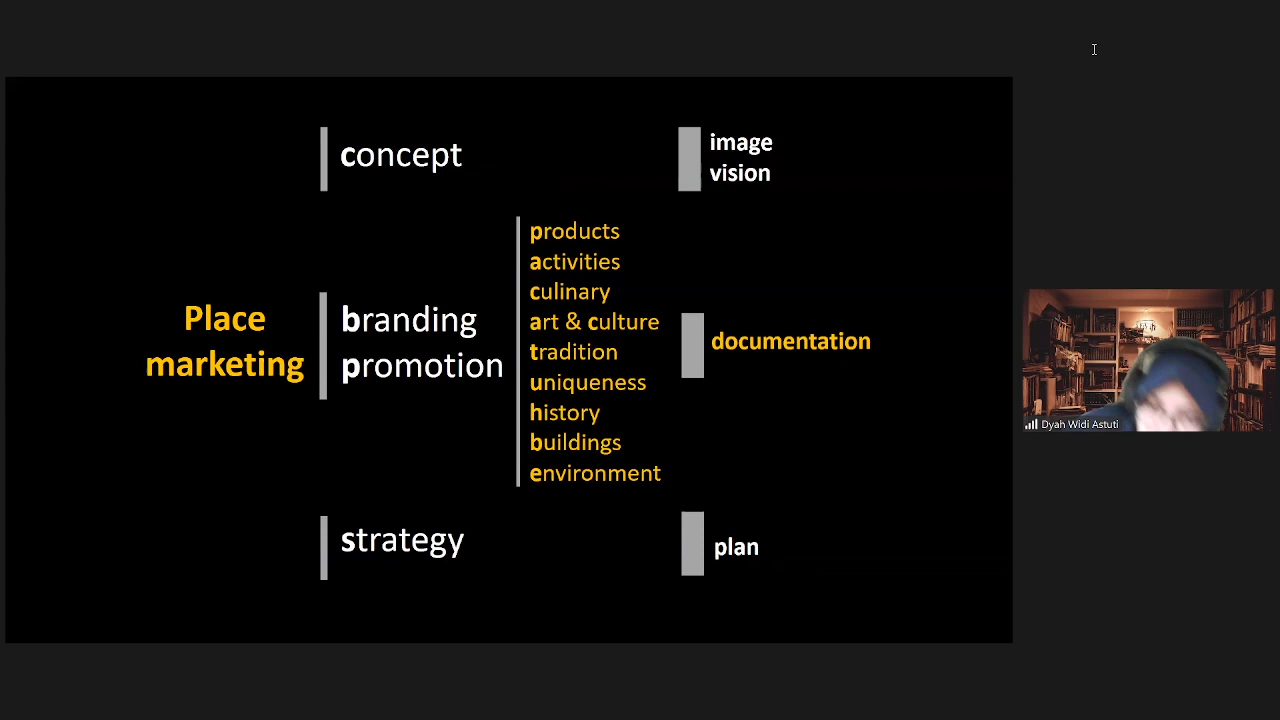 concept
image
vision
Place
marketing
branding
promotion
products
activities
culinary
art & culture
tradition
uniqueness
history
buildings
environment
documentation
strategy
plan
Dyah Widi Astuti